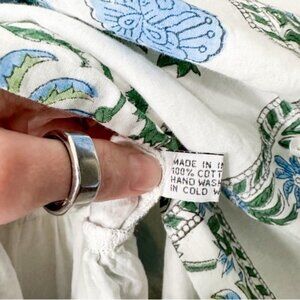 MADE IN
100% COTT
HAND WASH
IN COLD W